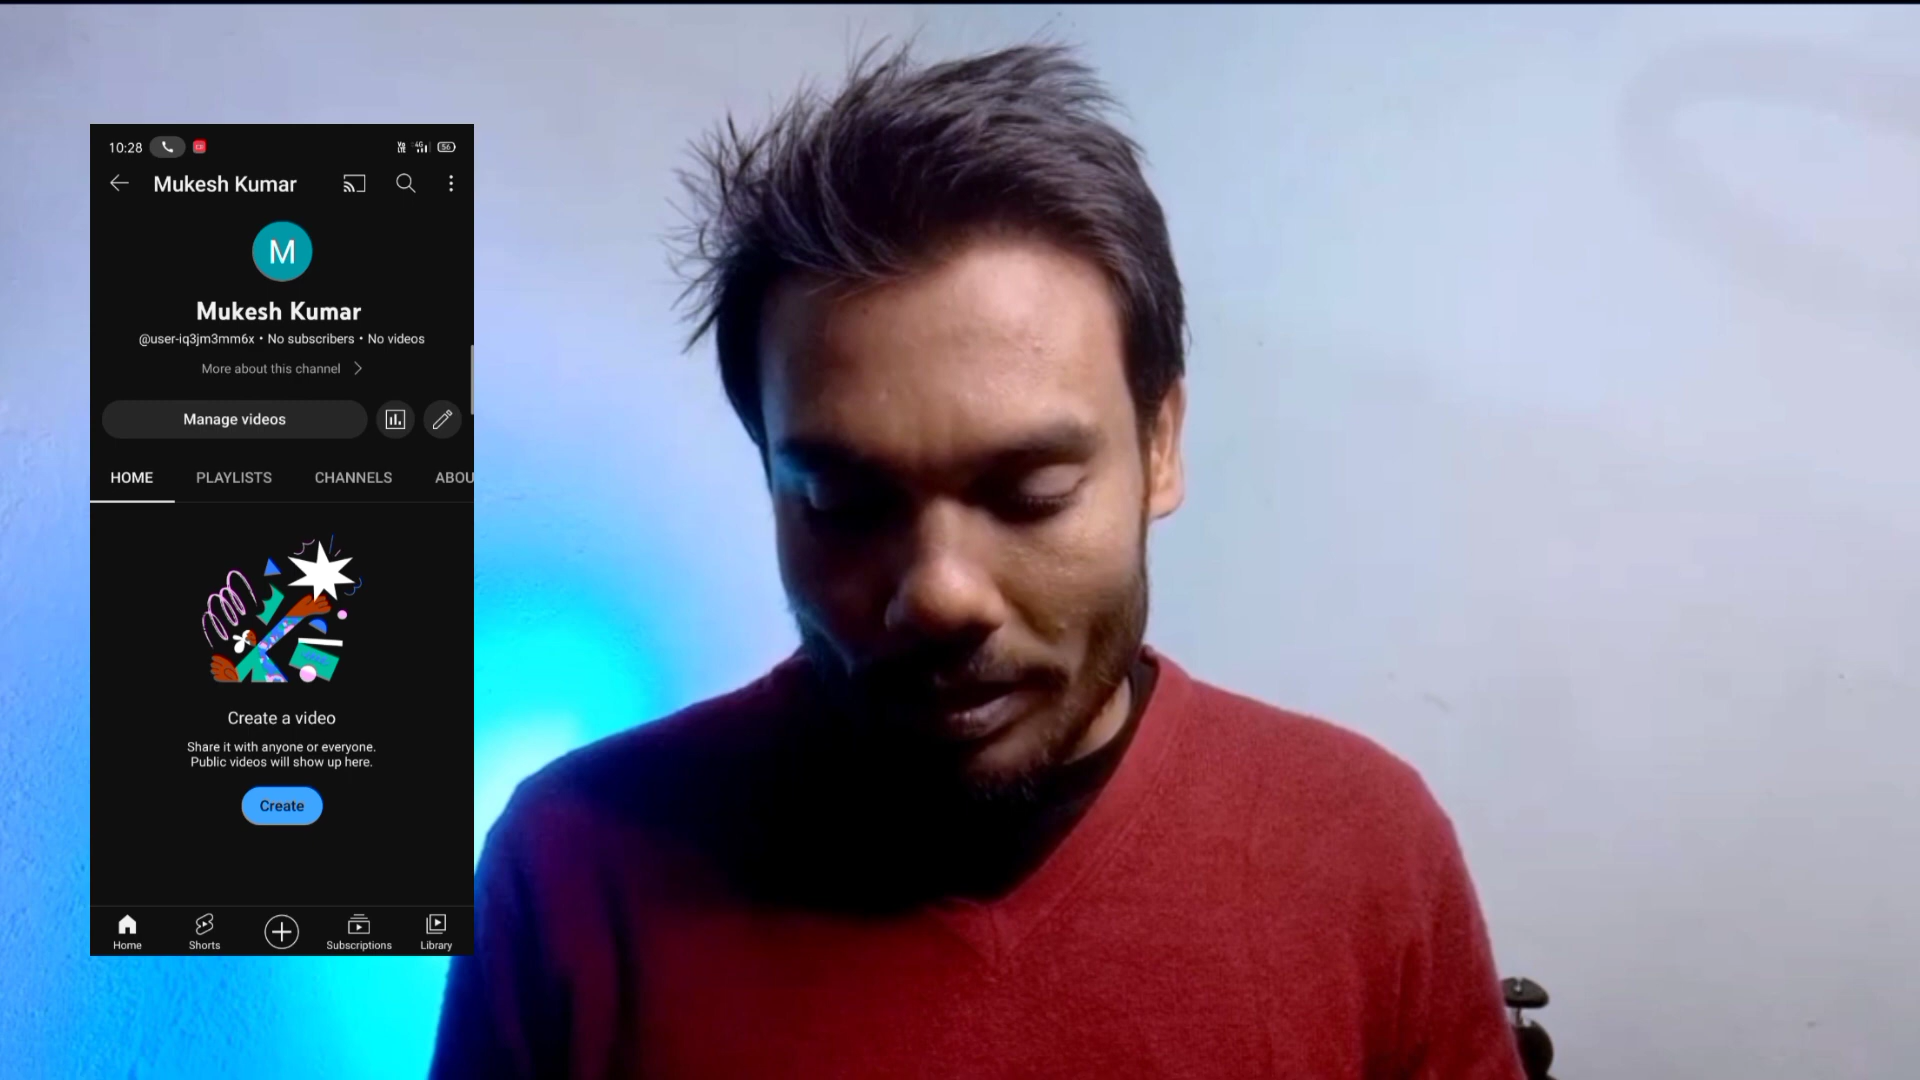 10:28
Mukesh Kumar
M
Mukesh Kumar
@user-iq3jm3mm6x • No subscribers • No videos
More about this channel
Manage videos
HOME PLAYLISTS CHANNELS ABOU
Create a video
Share it with anyone or everyone.
Public videos will show up here.
Create
Home Shorts Subscriptions Library